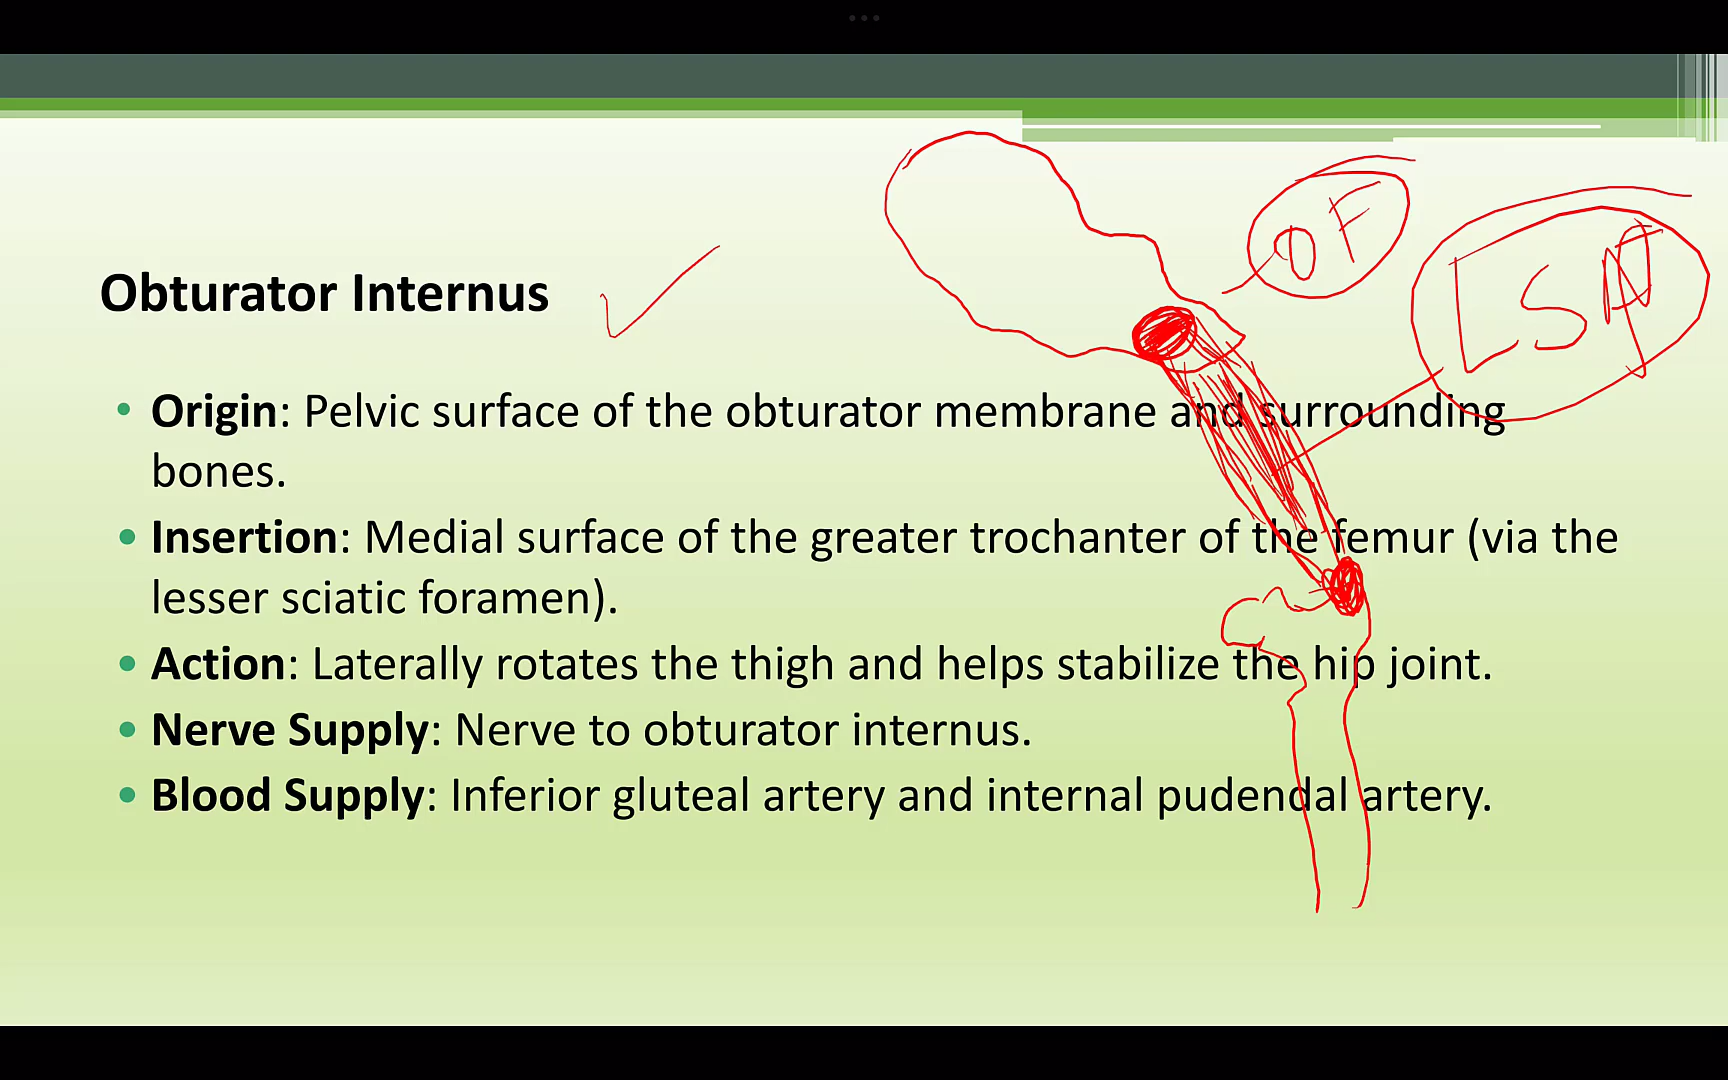 Obturator Internus
OF
• Origin: Pelvic surface of the obturator membrane and surrounding
bones.
• Insertion: Medial surface of the greater trochanter of the femur (via the
lesser sciatic foramen).
• Action: Laterally rotates the thigh and helps stabilize the hip joint.
• Nerve Supply: Nerve to obturator internus.
• Blood Supply: Inferior gluteal artery and internal pudendal artery.